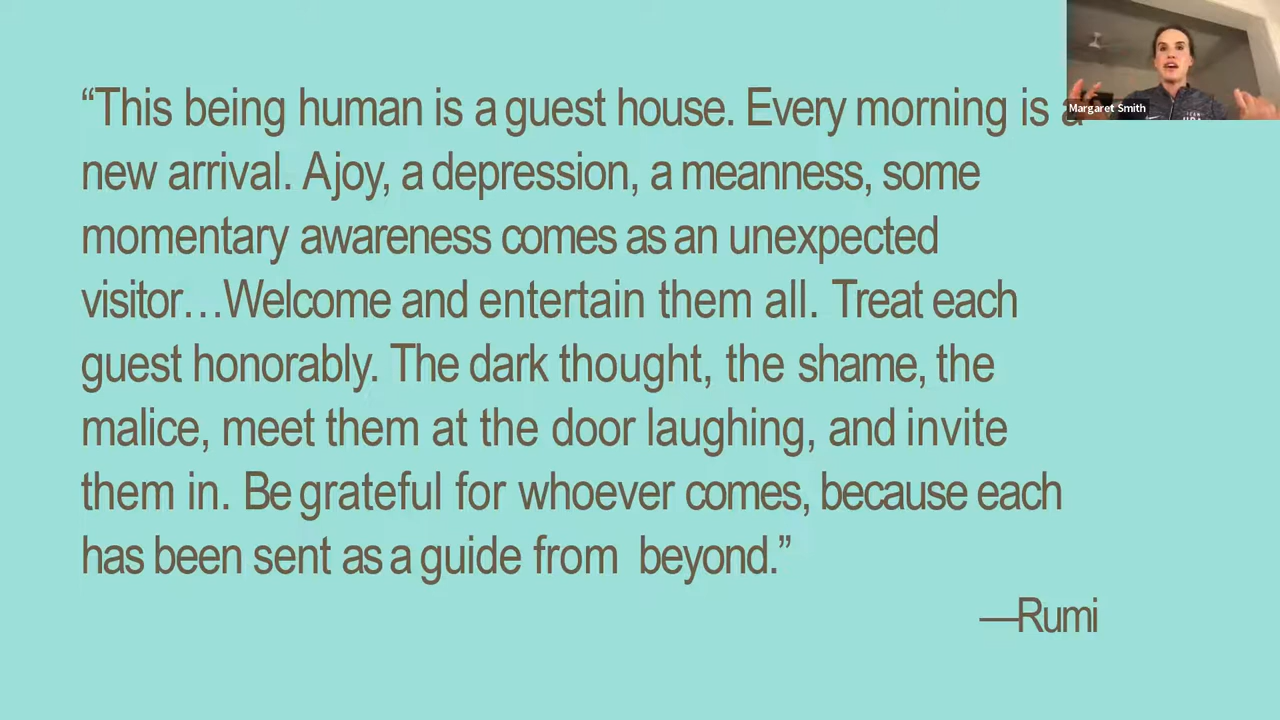 “This being human is a guest house. Every morning is a
new arrival. A joy, a depression, a meanness, some
momentary awareness comes as an unexpected
visitor…Welcome and entertain them all. Treat each
guest honorably. The dark thought, the shame, the
malice, meet them at the door laughing, and invite
them in. Be grateful for whoever comes, because each
has been sent as a guide from beyond.”
—Rumi
Margaret Smith